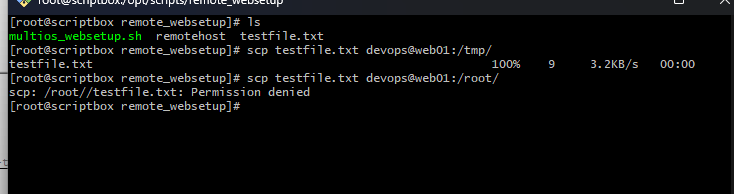 root@scriptbox:/opt/scripts/remote_websetup
[root@scriptbox remote_websetup]# ls
multios_websetup.sh  remotehost  testfile.txt
[root@scriptbox remote_websetup]# scp testfile.txt devops@web01:/tmp/
testfile.txt                                                  100%    9     3.2KB/s   00:00
[root@scriptbox remote_websetup]# scp testfile.txt devops@web01:/root/
scp: /root//testfile.txt: Permission denied
[root@scriptbox remote_websetup]#